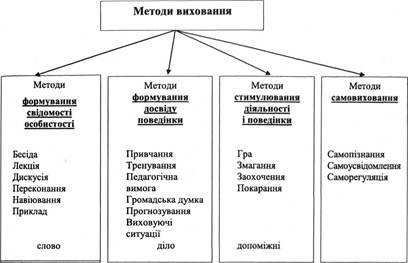 Методи виховання
Методи
формування
свідомості
особистості
Бесіда
Лекція
Дискусія
Переконання
Навіювання
Приклад
слово
Методи
формування
досвіду
поведінки
Привчання
Тренування
Педагогічна
вимога
Громадська думка
Прогнозування
Виховуючі
ситуації
діло
Методи
стимулювання
діяльності
і поведінки
Гра
Змагання
Заохочення
Покарання
допоміжні
Методи
самовиховання
Самопізнання
Самоусвідомлення
Саморегуляція